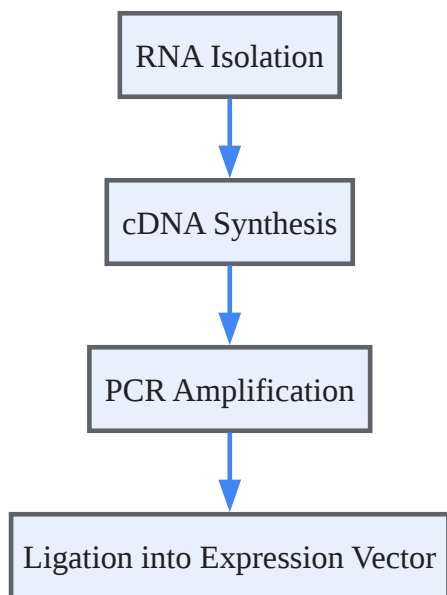 RNA Isolation
cDNA Synthesis
PCR Amplification
Ligation into Expression Vector